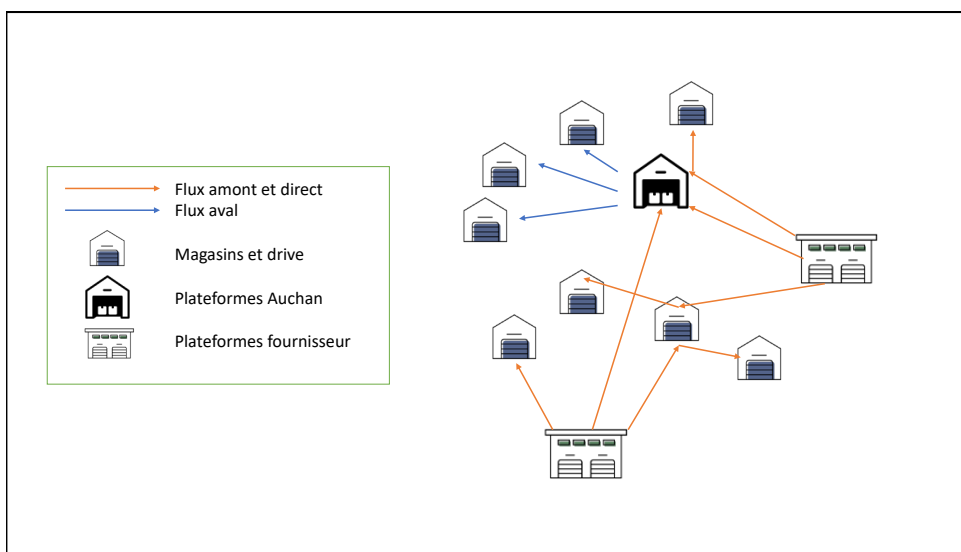 Flux amont et direct
Flux aval
Magasins et drive
Plateformes Auchan
Plateformes fournisseur